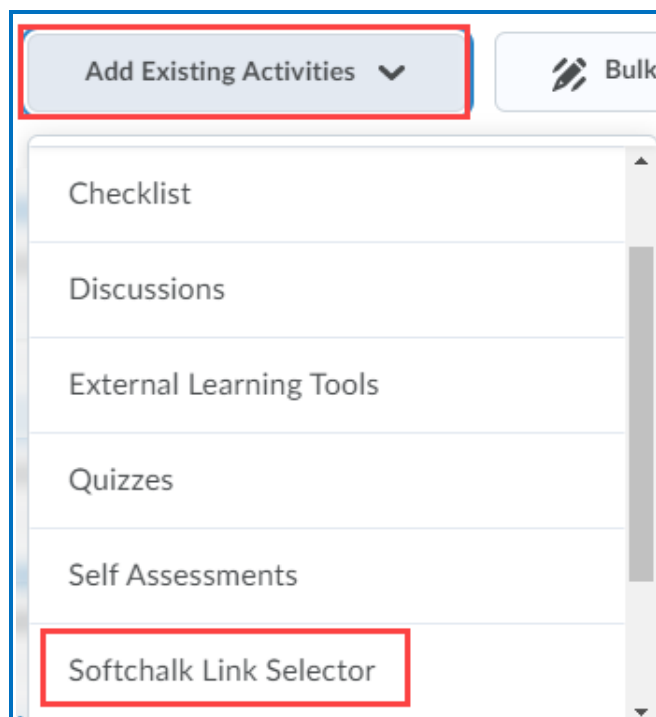 Add Existing Activities
Bulk
Checklist
Discussions
External Learning Tools
Quizzes
Self Assessments
Softchalk Link Selector